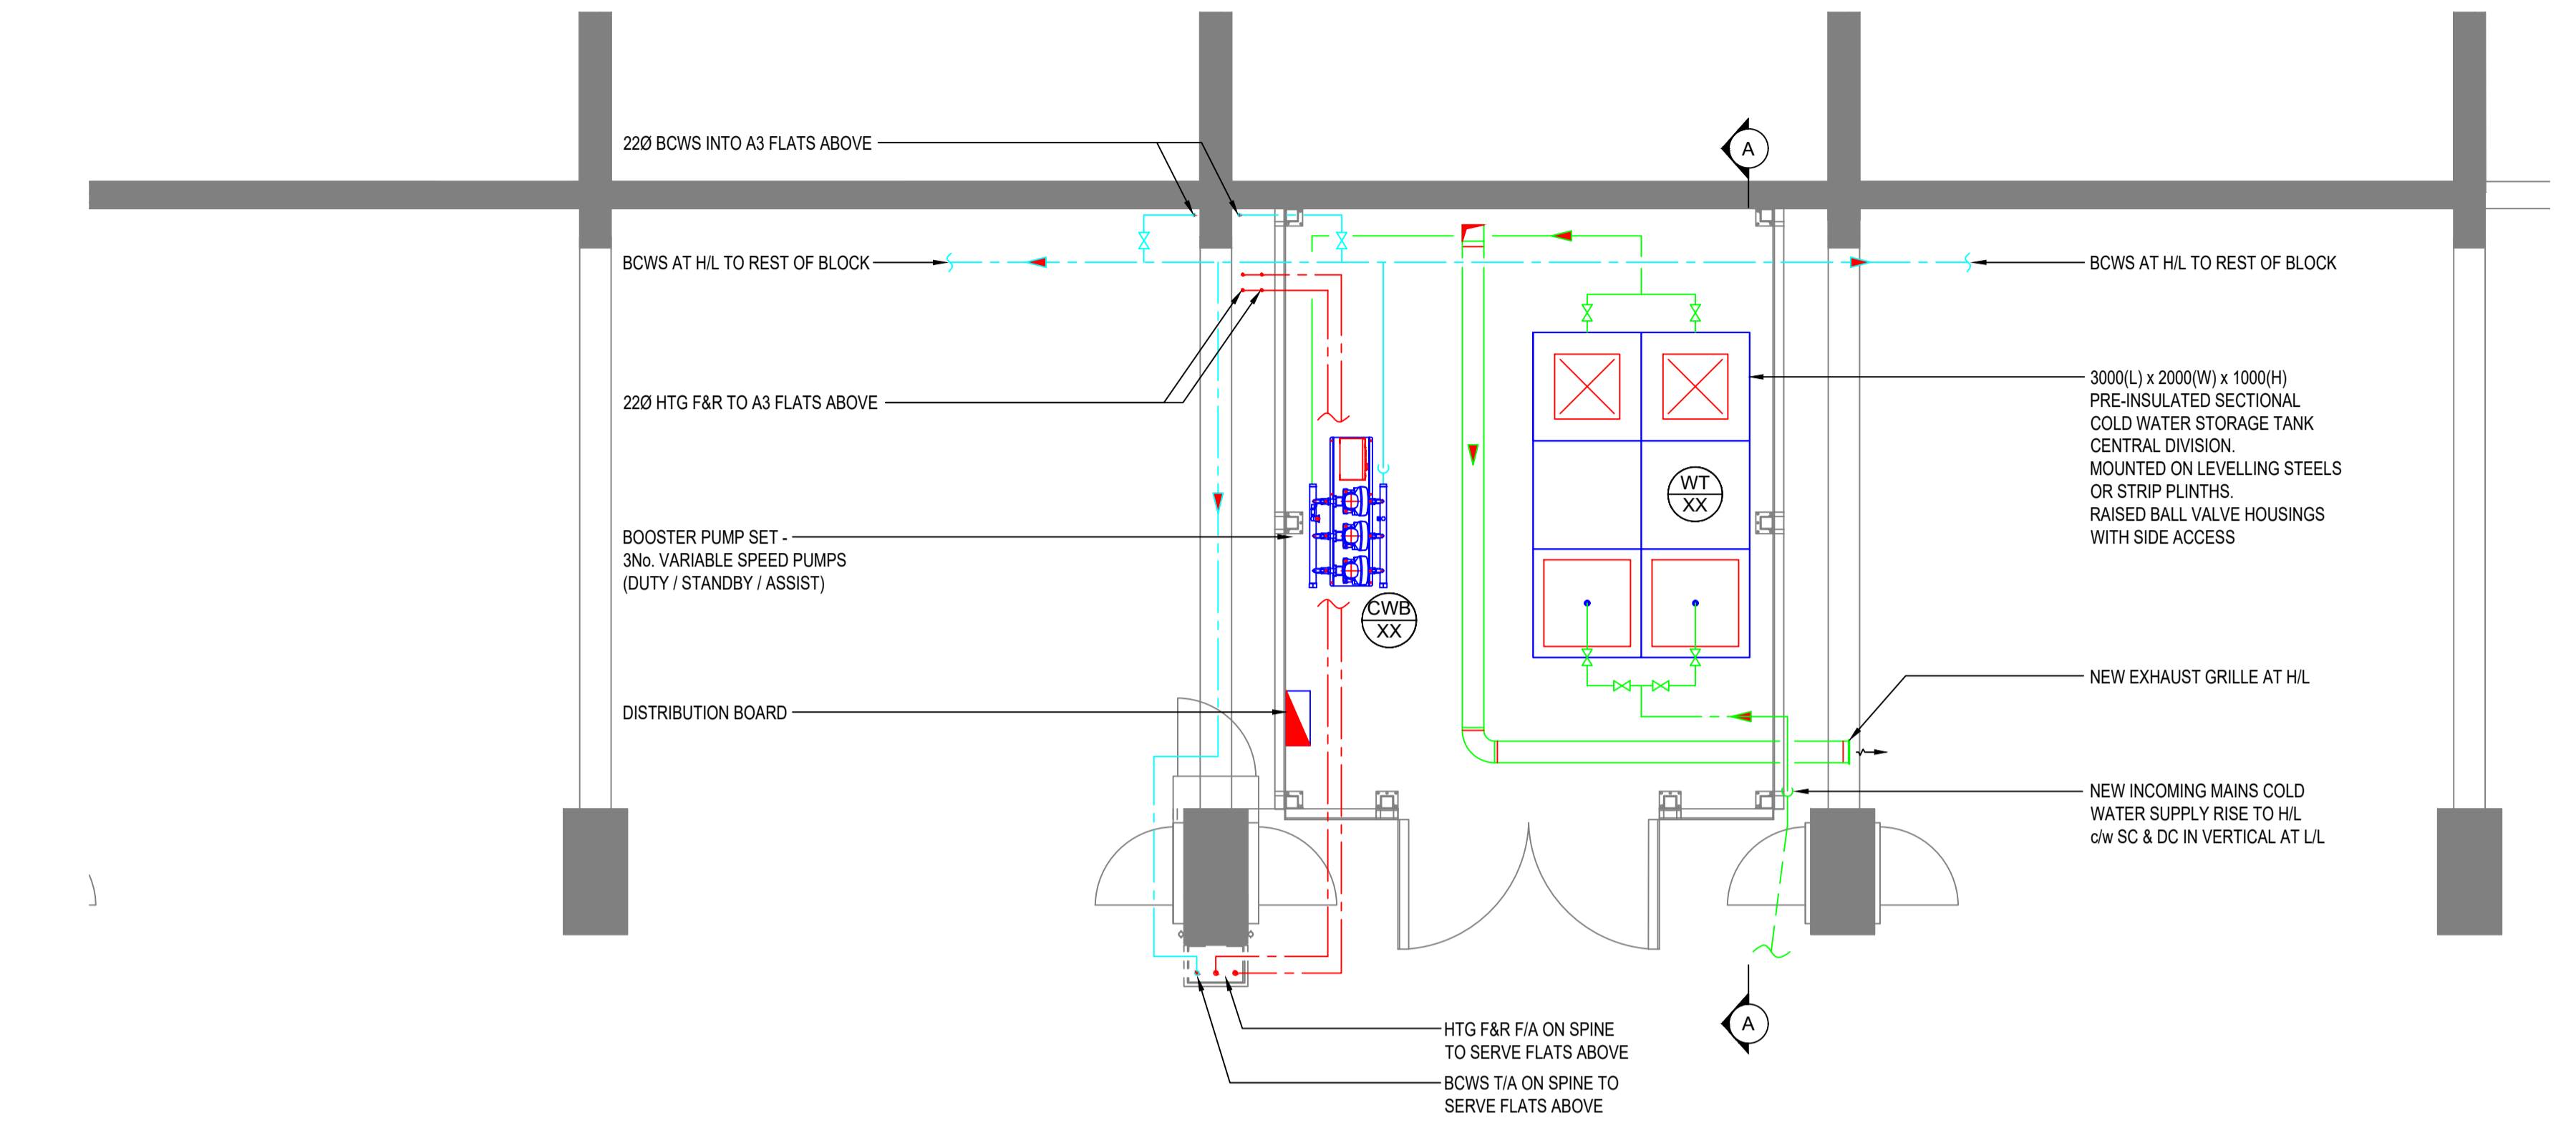 22Ø BCWS INTO A3 FLATS ABOVE
A
BCWS AT H/L TO REST OF BLOCK
BCWS AT H/L TO REST OF BLOCK
22Ø HTG F&R TO A3 FLATS ABOVE
3000(L) x 2000(W) x 1000(H)
PRE-INSULATED SECTIONAL
COLD WATER STORAGE TANK
CENTRAL DIVISION.
MOUNTED ON LEVELLING STEELS
OR STRIP PLINTHS.
RAISED BALL VALVE HOUSINGS
WITH SIDE ACCESS
WT
XX
BOOSTER PUMP SET -
3No. VARIABLE SPEED PUMPS
(DUTY / STANDBY / ASSIST)
CWB
XX
DISTRIBUTION BOARD
NEW EXHAUST GRILLE AT H/L
NEW INCOMING MAINS COLD
WATER SUPPLY RISE TO H/L
c/w SC & DC IN VERTICAL AT L/L
A
HTG F&R F/A ON SPINE
TO SERVE FLATS ABOVE
BCWS T/A ON SPINE TO
SERVE FLATS ABOVE